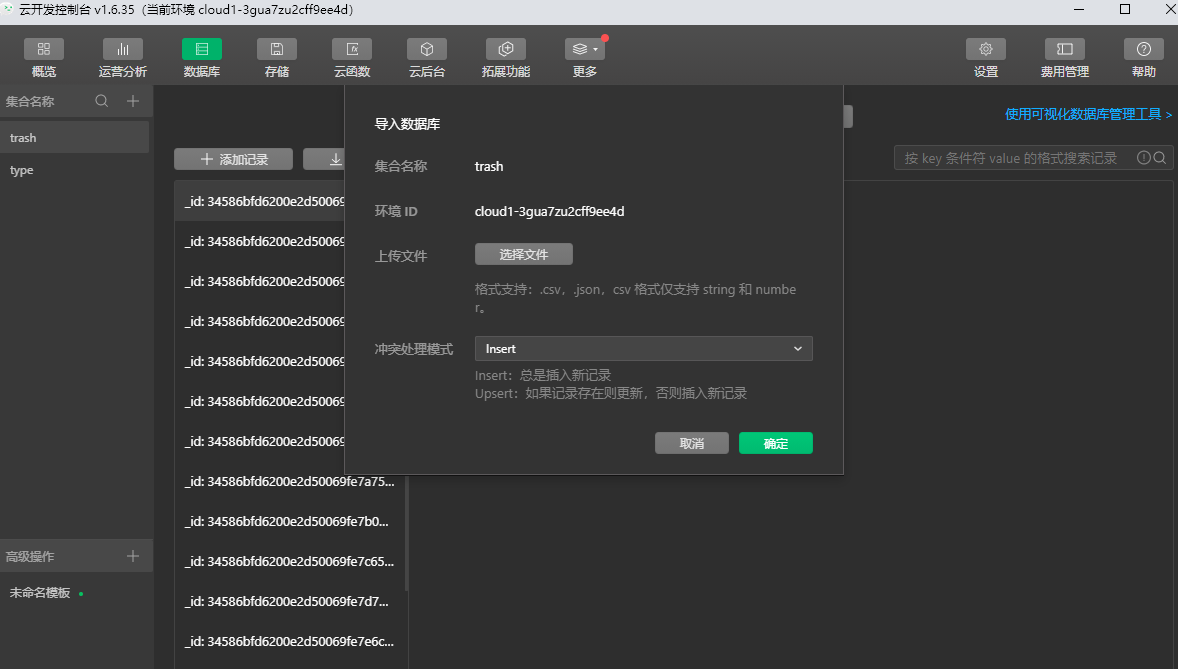 云开发控制台 v1.6.35（当前环境 cloud1-3gua7zu2cff9ee4d）
概览
运营分析
数据库
存储
云函数
云后台
拓展功能
更多
设置
费用管理
帮助
集合名称
trash
type
使用可视化数据库管理工具 >
添加记录
按 key 条件符 value 的格式搜索记录
_id: 34586bfd6200e2d50069
_id: 34586bfd6200e2d50069
_id: 34586bfd6200e2d50069
_id: 34586bfd6200e2d50069
_id: 34586bfd6200e2d50069
_id: 34586bfd6200e2d50069
_id: 34586bfd6200e2d50069
_id: 34586bfd6200e2d50069fe7a75...
_id: 34586bfd6200e2d50069fe7b0...
_id: 34586bfd6200e2d50069fe7c65...
_id: 34586bfd6200e2d50069fe7d7...
_id: 34586bfd6200e2d50069fe7e6c...
导入数据库
集合名称 trash
环境 ID cloud1-3gua7zu2cff9ee4d
上传文件 选择文件
格式支持：.csv，.json，csv 格式仅支持 string 和 numbe
r。
冲突处理模式 Insert
Insert：总是插入新记录
Upsert：如果记录存在则更新，否则插入新记录
取消 确定
高级操作
未命名模板